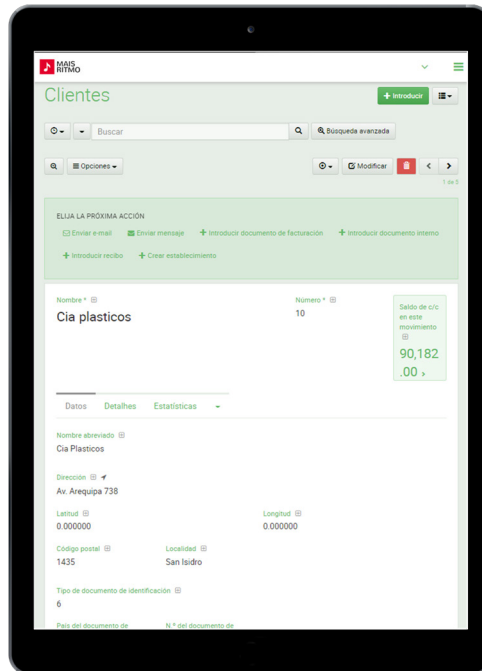 MAIS
RITMO
Clientes
Introducir
Buscar
Búsqueda avanzada
Opciones
Modificar
1 de 5
ELIJA LA PRÓXIMA ACCIÓN
Enviar e-mail Enviar mensaje Introducir documento de facturación Introducir documento interno
Introducir recibo Crear establecimiento
Nombre * Número *
Cia plasticos 10
Saldo de c/c
en este
movimiento
90,182
.00 ›
Datos Detalhes Estatísticas
Nombre abreviado
Cia Plasticos
Dirección
Av. Arequipa 738
Latitud Longitud
0.000000 0.000000
Código postal Localidad
1435 San Isidro
Tipo de documento de identificación
6
País del documento de N.º del documento de